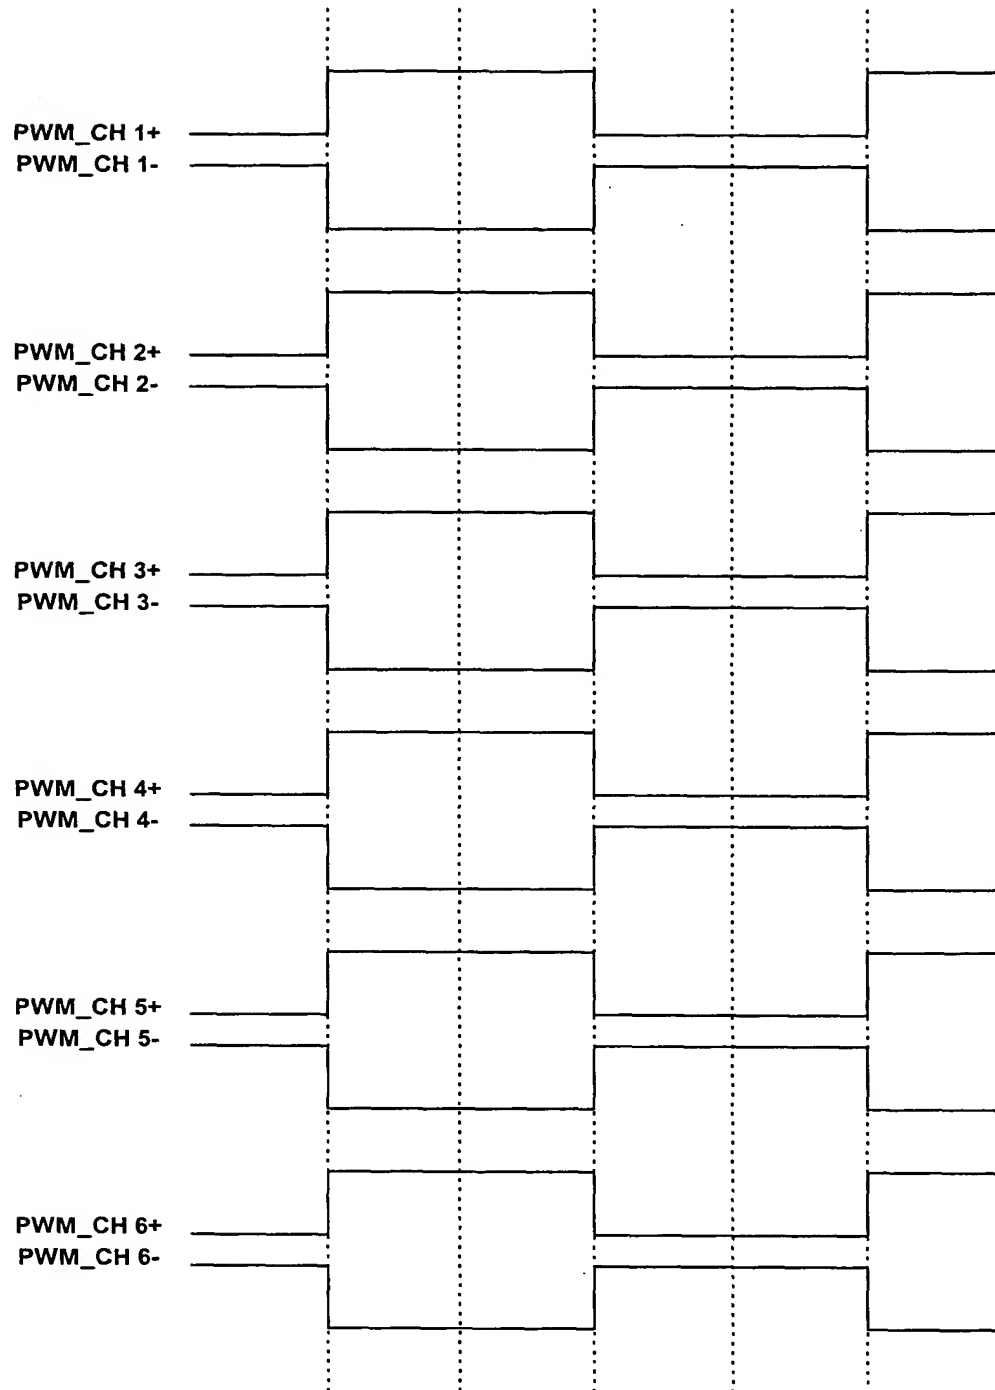 PWM_CH 1+
PWM_CH 1-
PWM_CH 2+
PWM_CH 2-
PWM_CH 3+
PWM_CH 3-
PWM_CH 4+
PWM_CH 4-
PWM_CH 5+
PWM_CH 5-
PWM_CH 6+
PWM_CH 6-